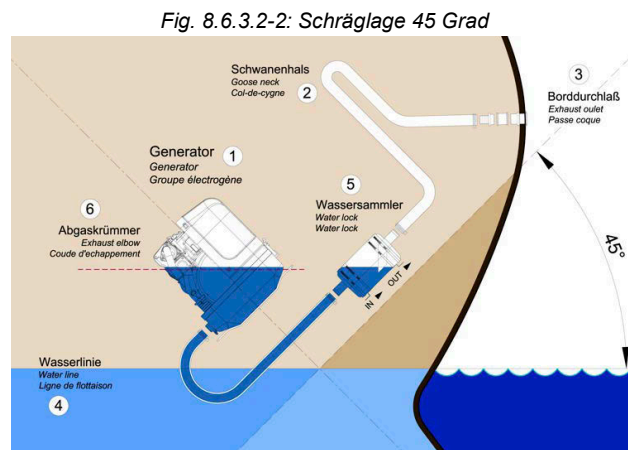 Fig. 8.6.3.2-2: Schräglage 45 Grad
Schwanenhals
Goose neck
Col-de-cygne
2
3
Borddurchlaß
Exhaust oulet
Passe coque
Generator
Generator
Groupe électrogène
1
5
Wassersammler
Water lock
Water lock
6
Abgaskrümmer
Exhaust elbow
Coude d'echappement
IN
OUT
45°
Wasserlinie
Water line
Ligne de flottaison
4